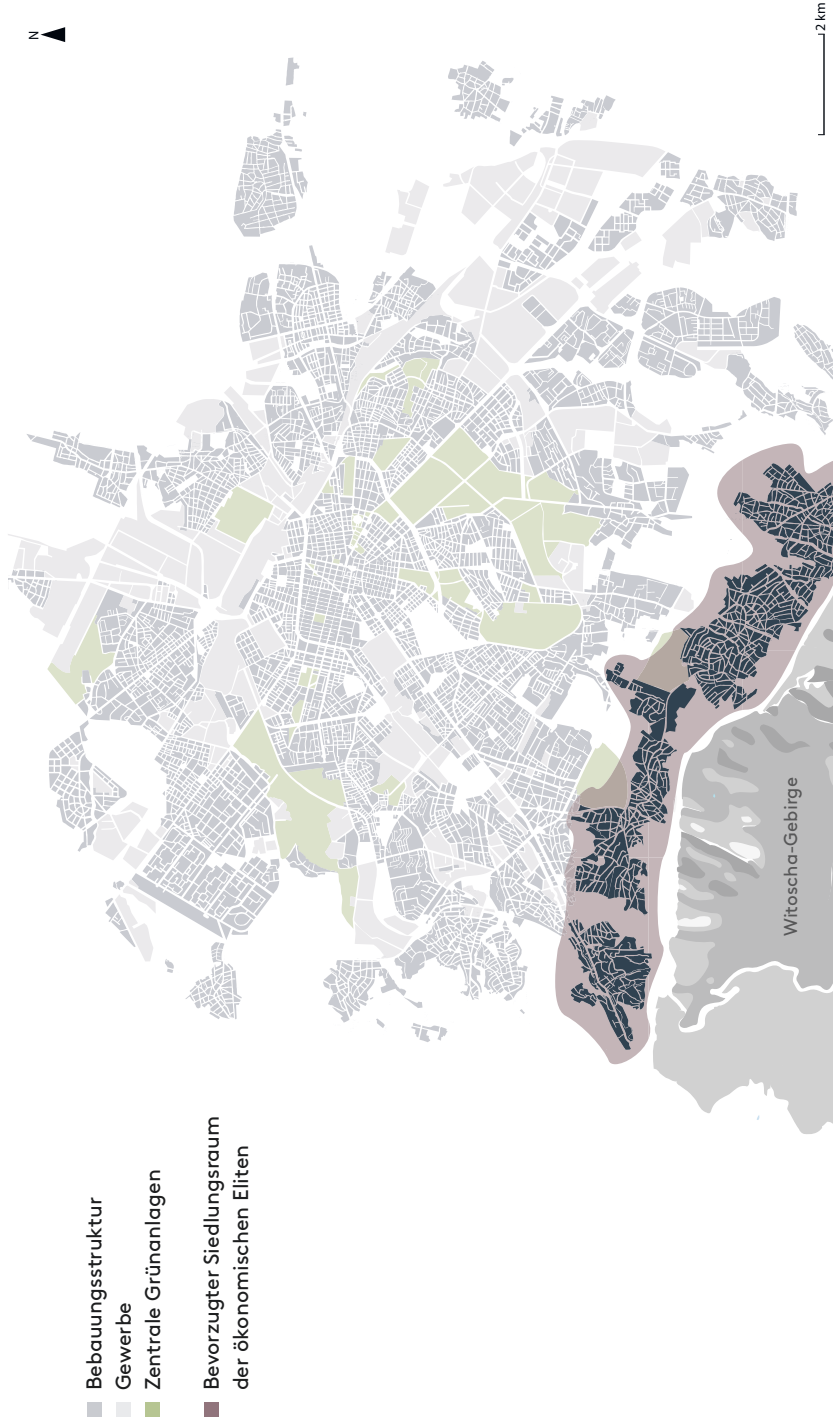 Bebauungsstruktur
Gewerbe
Zentrale Grünanlagen
Bevorzugter Siedlungsraum
der ökonomischen Eliten
Witoscha-Gebirge
N
2 km